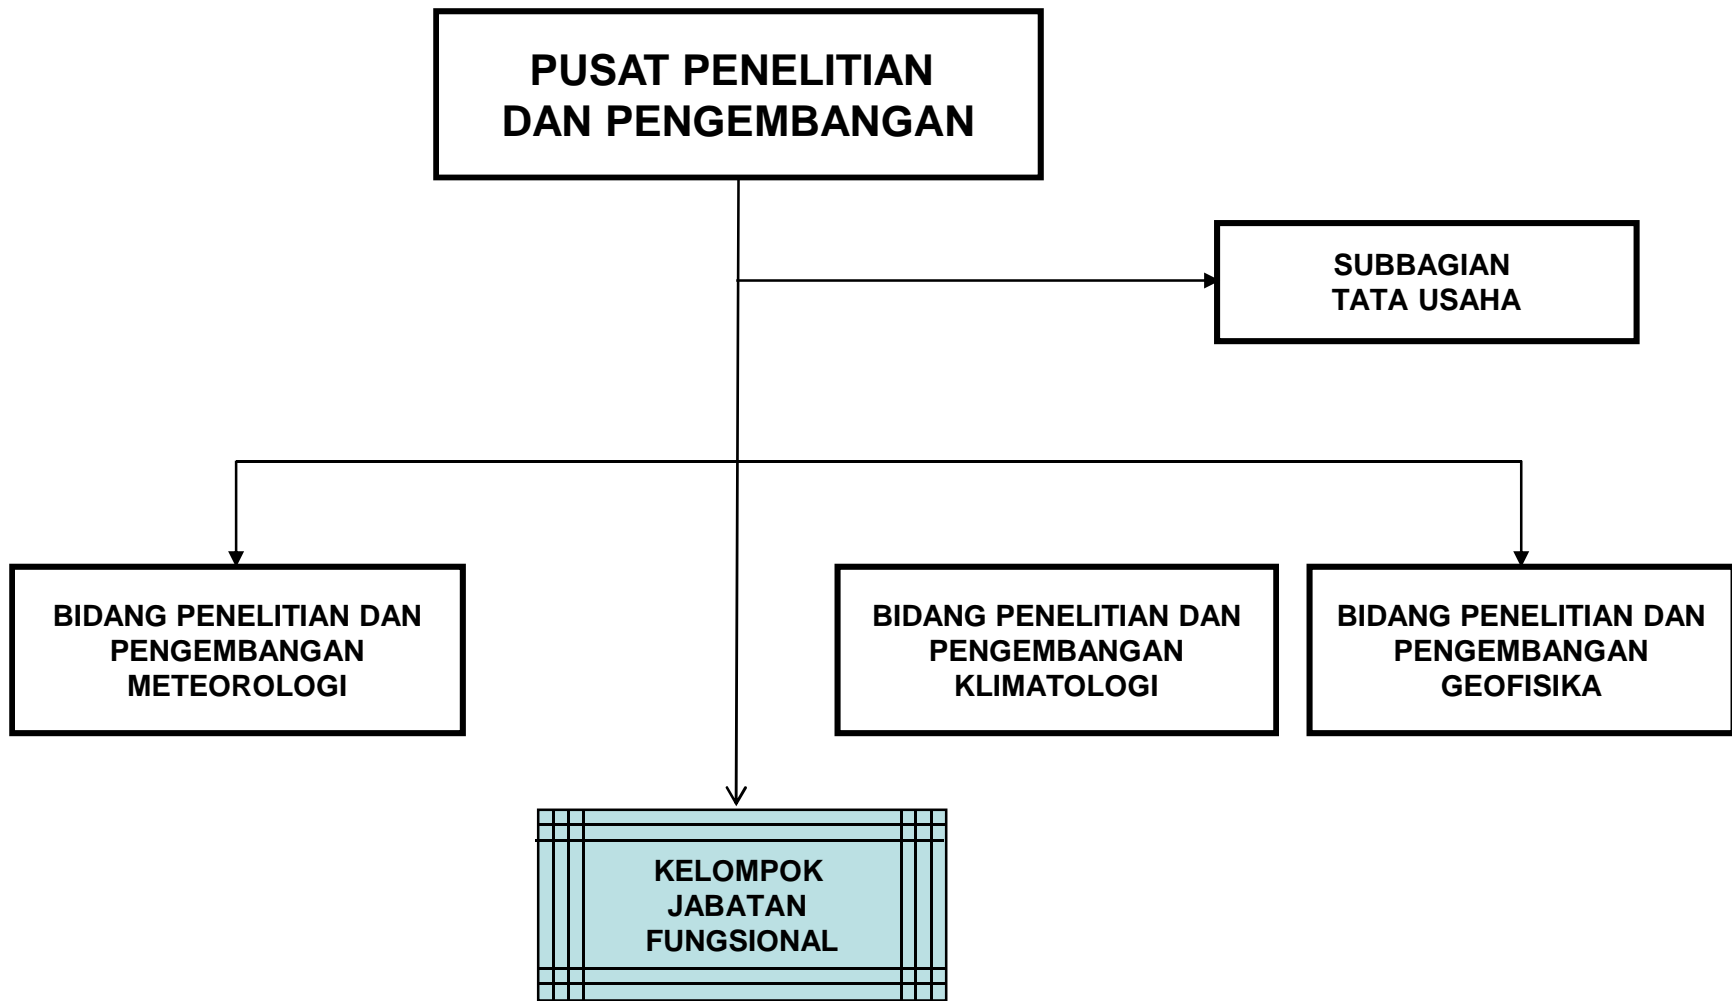 PUSAT PENELITIAN
DAN PENGEMBANGAN
SUBBAGIAN
TATA USAHA
BIDANG PENELITIAN DAN
PENGEMBANGAN
METEOROLOGI
BIDANG PENELITIAN DAN
PENGEMBANGAN
KLIMATOLOGI
BIDANG PENELITIAN DAN
PENGEMBANGAN
GEOFISIKA
KELOMPOK
JABATAN
FUNGSIONAL